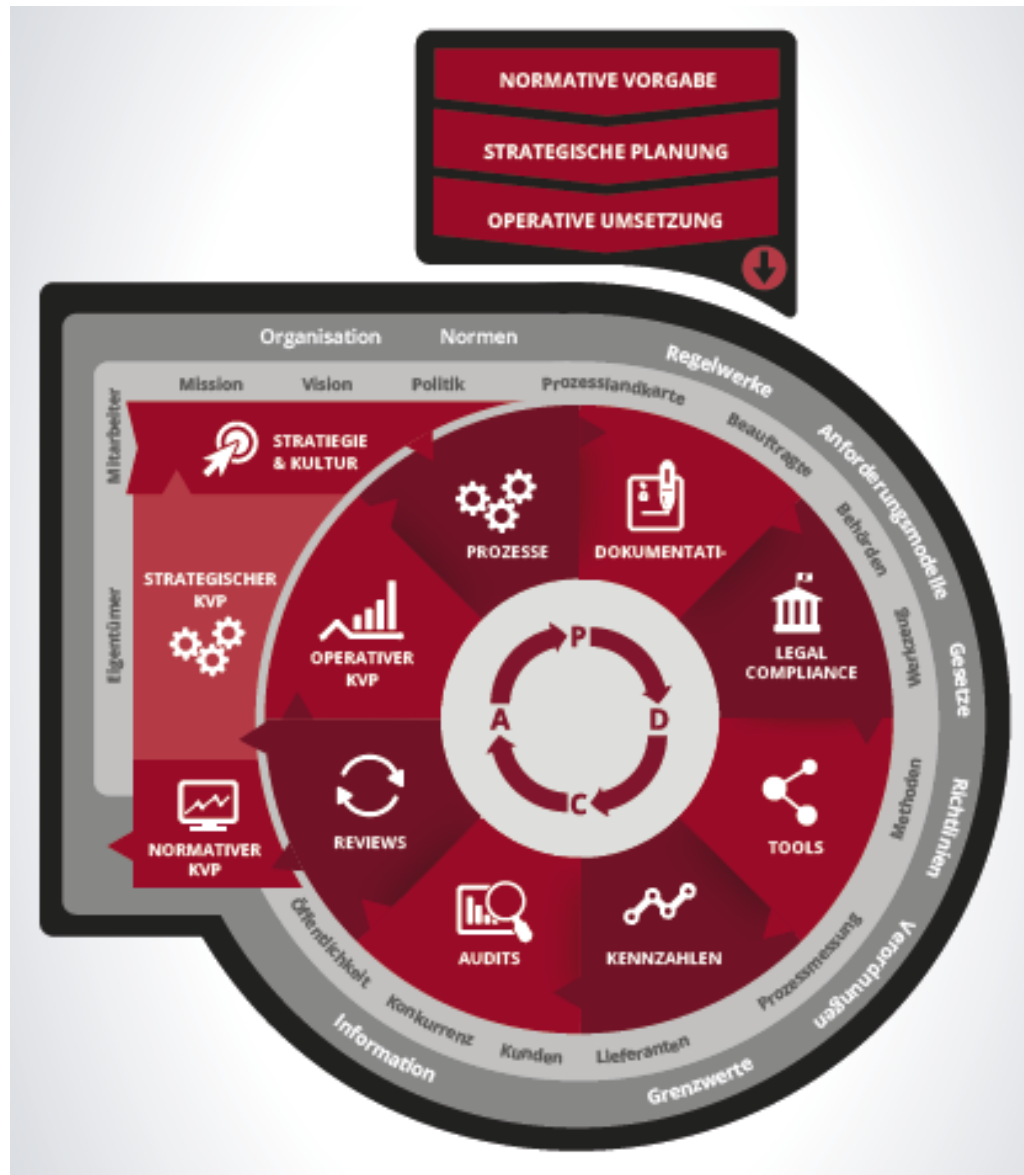 NORMATIVE VORGABE
STRATEGISCHE PLANUNG
OPERATIVE UMSETZUNG
Organisation
Normen
Regelwerke
Anforderungsmodelle
Gesetze
Richtlinien
Verordnungen
Grenzwerte
Information
Mitarbeiter
Eigentümer
Mission
Vision
Politik
Prozesslandkarte
Beauftragte
Behörden
Werkzeug
Methoden
Prozessmessung
Lieferanten
Kunden
Konkurrenz
Öffentlichkeit
STRATIEGIE
& KULTUR
STRATEGISCHER
KVP
NORMATIVER
KVP
PROZESSE
DOKUMENTATI-
LEGAL
COMPLIANCE
TOOLS
KENNZAHLEN
AUDITS
REVIEWS
OPERATIVER
KVP
P
D
C
A